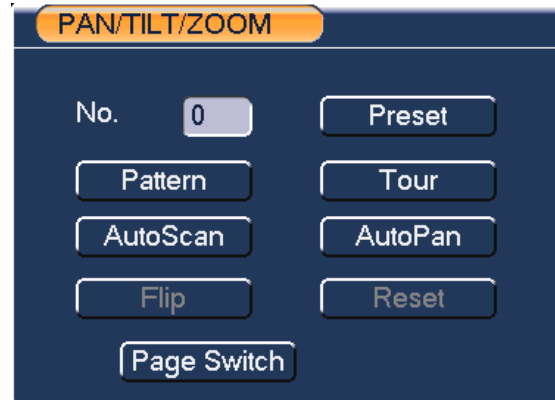 PAN/TILT/ZOOM
No. 0 Preset
Pattern Tour
AutoScan AutoPan
Flip Reset
Page Switch